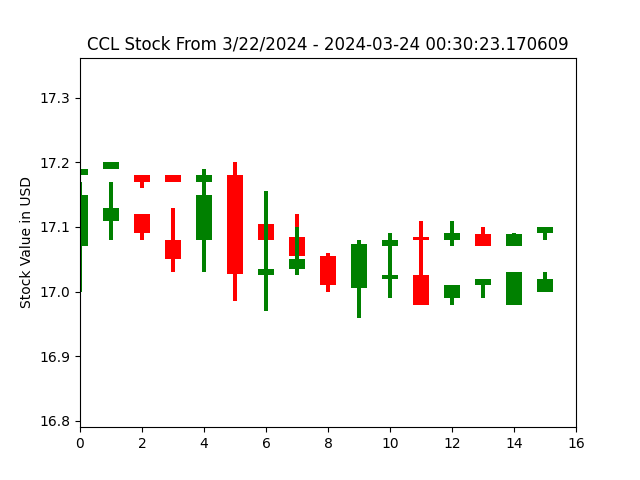 CCL Stock From 3/22/2024 - 2024-03-24 00:30:23.170609
Stock Value in USD
17.3
17.2
17.1
17.0
16.9
16.8
0 2 4 6 8 10 12 14 16